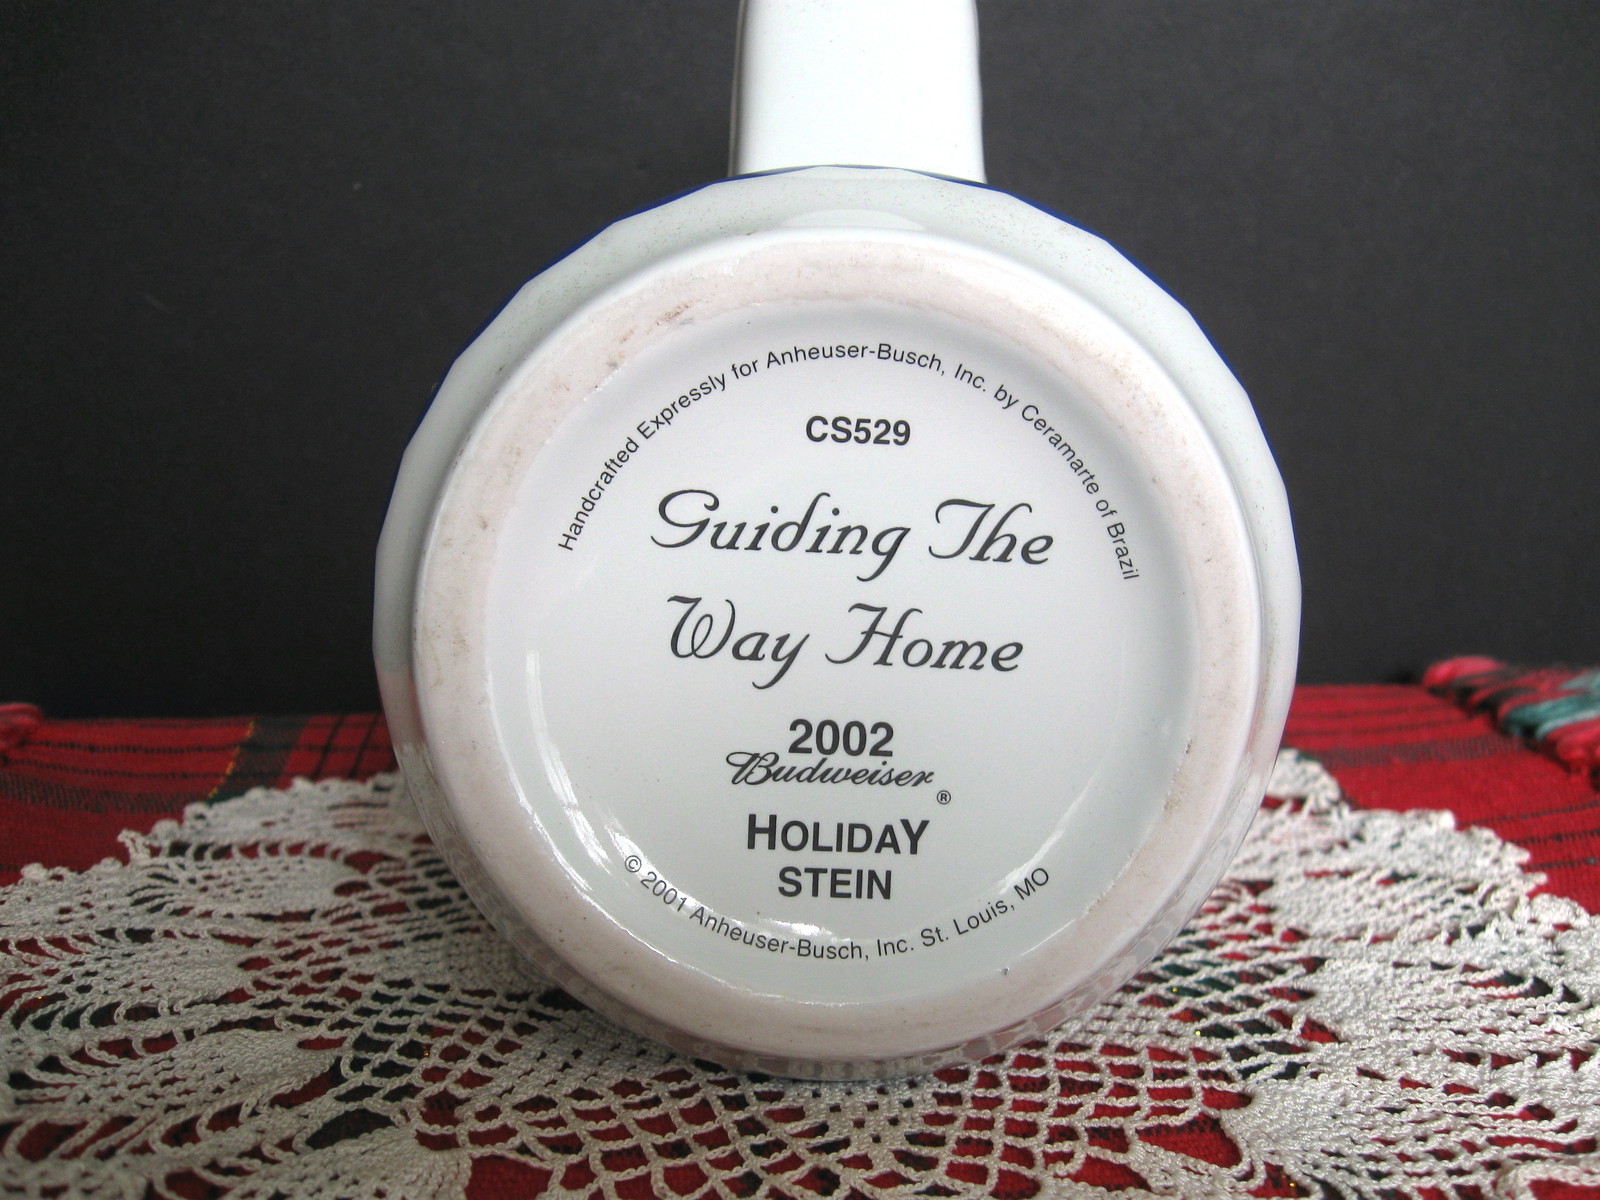 Handcrafted Expressly for Anheuser-Busch, Inc. by Ceramarte of Brazil
CS529
Guiding The
Way Home
2002
Budweiser®
HOLIDAY
STEIN
© 2001 Anheuser-Busch, Inc. St. Louis, MO